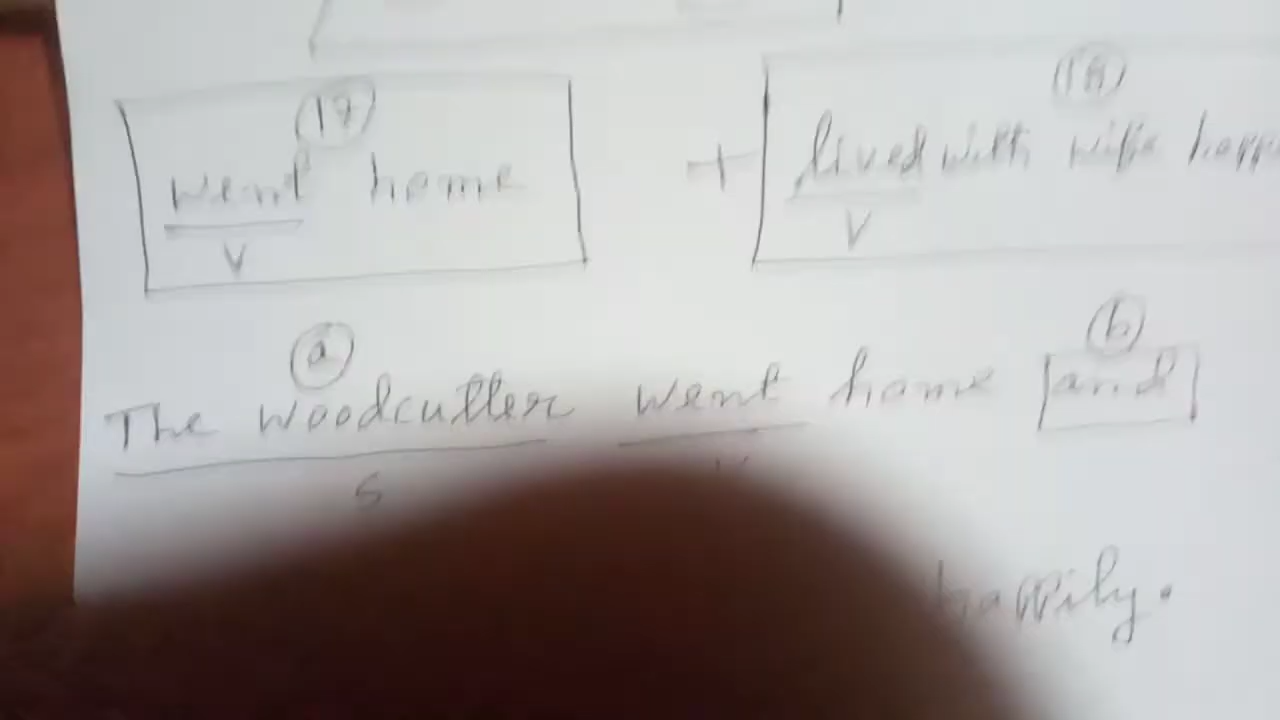 17 18
went home + lived with wife
V V
a b
The Woodcutter went home and
S
happily.